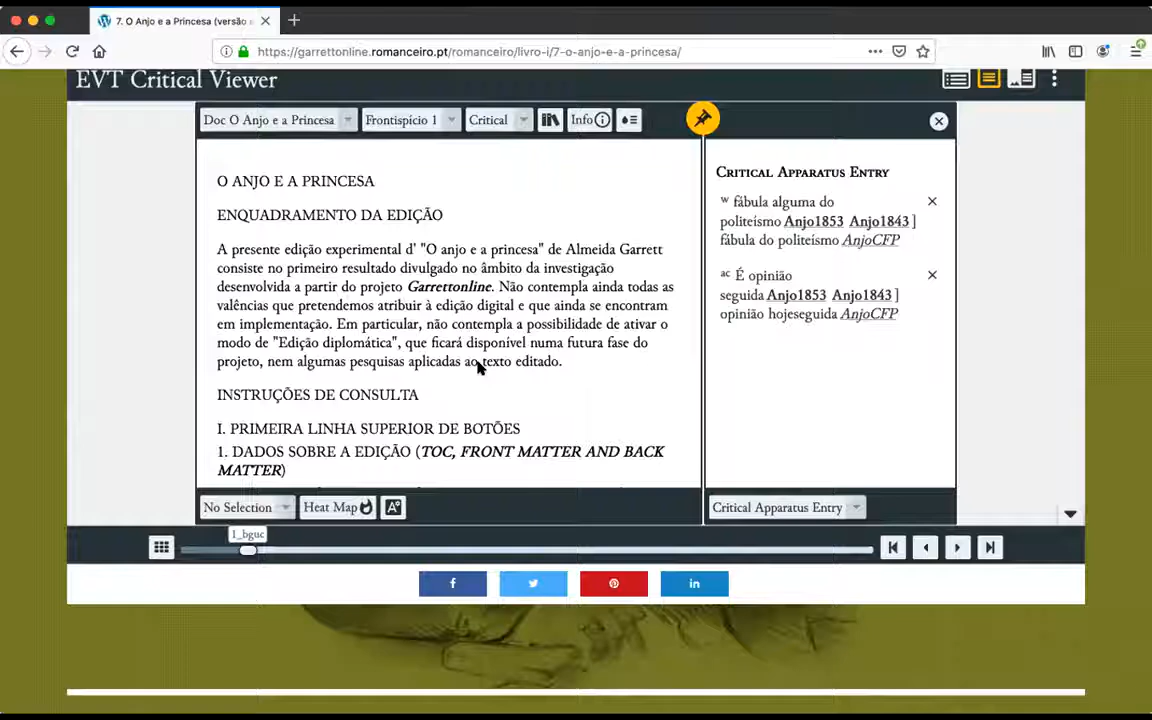 7. O Anjo e a Princesa (versão e
https://garrettonline.romanceiro.pt/romanceiro/livro-i/7-o-anjo-e-a-princesa/
EVT Critical Viewer
Doc O Anjo e a Princesa
Frontispício 1
Critical
Info
O ANJO E A PRINCESA
ENQUADRAMENTO DA EDIÇÃO
A presente edição experimental d' "O anjo e a princesa" de Almeida Garrett
consiste no primeiro resultado divulgado no âmbito da investigação
desenvolvida a partir do projeto Garrettonline. Não contempla ainda todas as
valências que pretendemos atribuir à edição digital e que ainda se encontram
em implementação. Em particular, não contempla a possibilidade de ativar o
modo de "Edição diplomática", que ficará disponível numa futura fase do
projeto, nem algumas pesquisas aplicadas ao texto editado.
INSTRUÇÕES DE CONSULTA
I. PRIMEIRA LINHA SUPERIOR DE BOTÕES
1. DADOS SOBRE A EDIÇÃO (TOC, FRONT MATTER AND BACK
MATTER)
No Selection
Heat Map
Critical Apparatus Entry
w fábula alguma do
politeísmo Anjo1853 Anjo1843 ]
fábula do politeísmo AnjoCFP
ac É opinião
seguida Anjo1853 Anjo1843 ]
opinião hojeseguida AnjoCFP
Critical Apparatus Entry
1_bguc